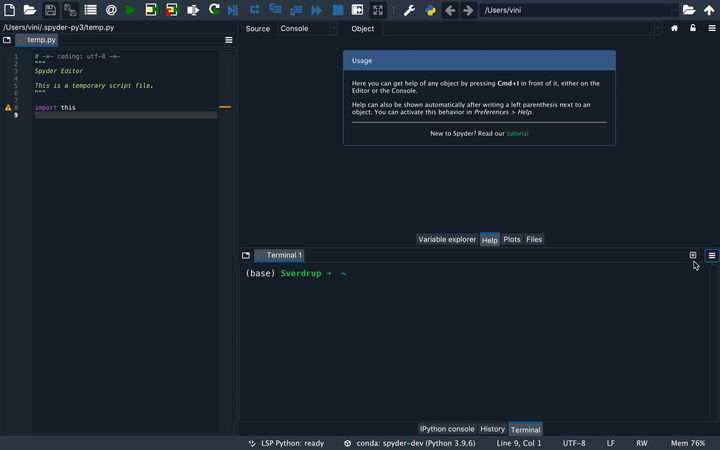 /Users/vini
/Users/vini/.spyder-py3/temp.py
Source Console Object
temp.py
1 # -*- coding: utf-8 -*-
2 """
3 Spyder Editor
4
5 This is a temporary script file.
6 """
7
8 import this
9
Usage
Here you can get help of any object by pressing Cmd+I in front of it, either on the
Editor or the Console.
Help can also be shown automatically after writing a left parenthesis next to an
object. You can activate this behavior in Preferences > Help.
New to Spyder? Read our tutorial
Variable explorer Help Plots Files
Terminal 1
(base) Sverdrup → ~
IPython console History Terminal
LSP Python: ready conda: spyder-dev (Python 3.9.6) Line 9, Col 1 UTF-8 LF RW Mem 76%